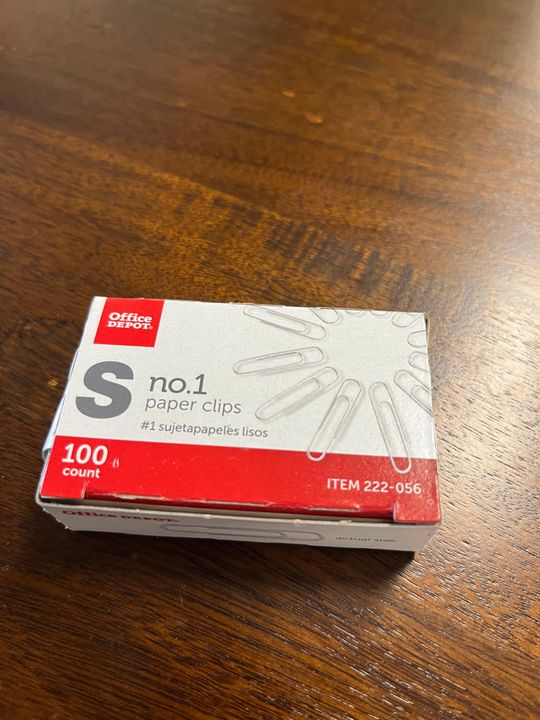 Office
DEPOT®
S
no.1
paper clips
#1 sujetapapeles lisos
100
count
ITEM 222-056
Office DEPOT®
actual size